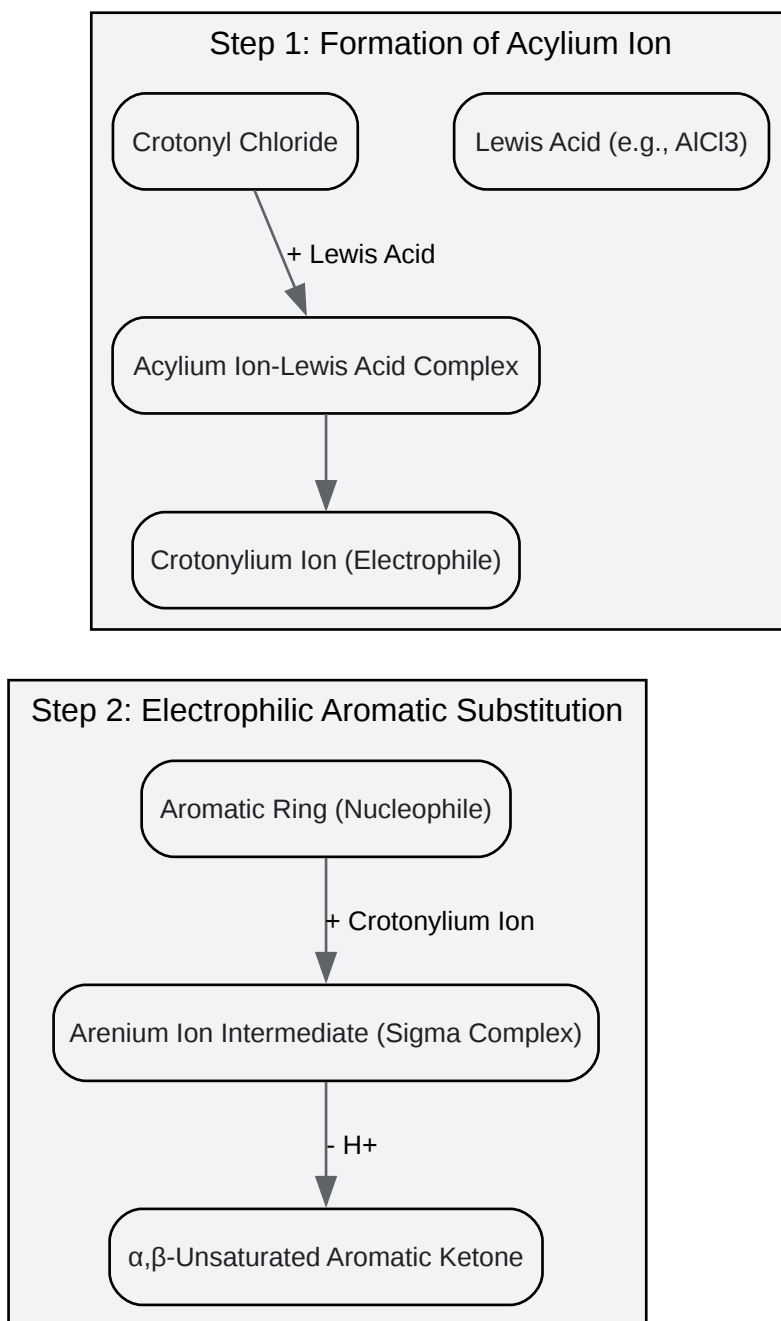 Step 1: Formation of Acylium Ion
Crotonyl Chloride
Lewis Acid (e.g., AlCl3)
+ Lewis Acid
Acylium Ion-Lewis Acid Complex
Crotonylium Ion (Electrophile)
Step 2: Electrophilic Aromatic Substitution
Aromatic Ring (Nucleophile)
+ Crotonylium Ion
Arenium Ion Intermediate (Sigma Complex)
- H+
α,β-Unsaturated Aromatic Ketone